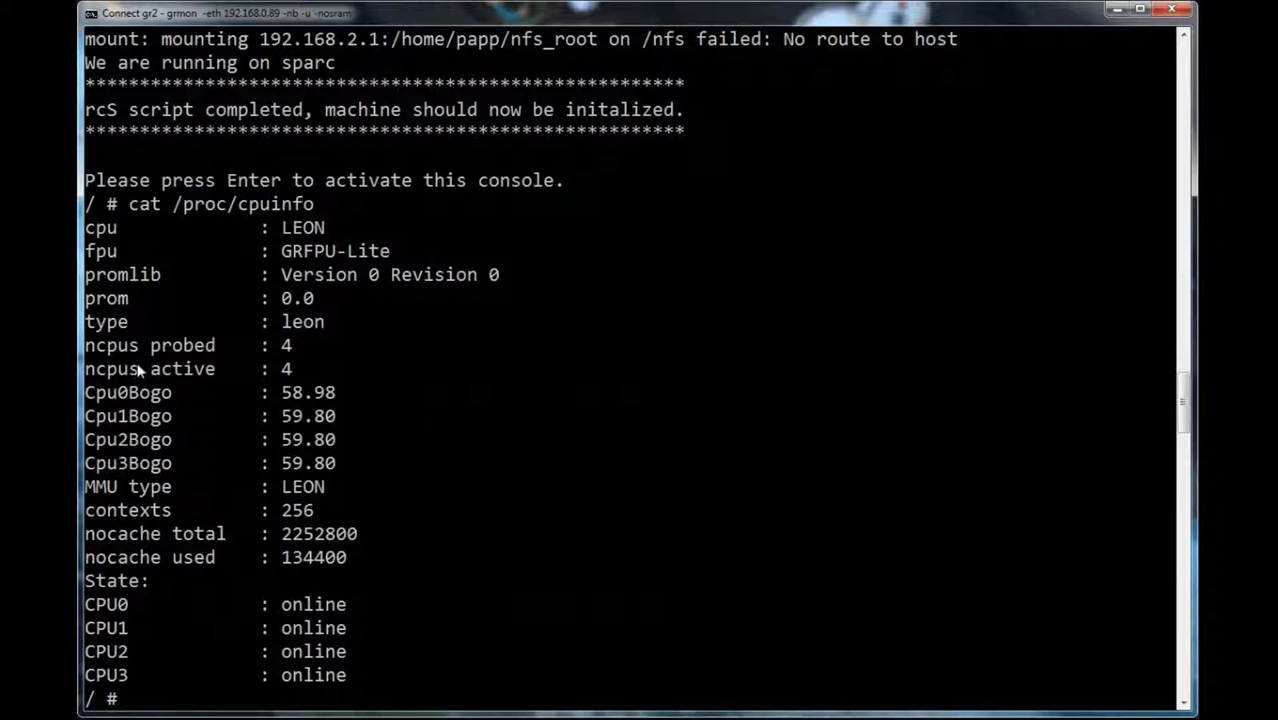 Connect gr2 - grmon -eth 192.168.0.89 -nb -u -nosram
mount: mounting 192.168.2.1:/home/papp/nfs_root on /nfs failed: No route to host
We are running on sparc
*******************************************************
rcS script completed, machine should now be initalized.
*******************************************************
Please press Enter to activate this console.
/ # cat /proc/cpuinfo
cpu : LEON
fpu : GRFPU-Lite
promlib : Version 0 Revision 0
prom : 0.0
type : leon
ncpus probed : 4
ncpus active : 4
Cpu0Bogo : 58.98
Cpu1Bogo : 59.80
Cpu2Bogo : 59.80
Cpu3Bogo : 59.80
MMU type : LEON
contexts : 256
nocache total : 2252800
nocache used : 134400
State:
CPU0 : online
CPU1 : online
CPU2 : online
CPU3 : online
/ #